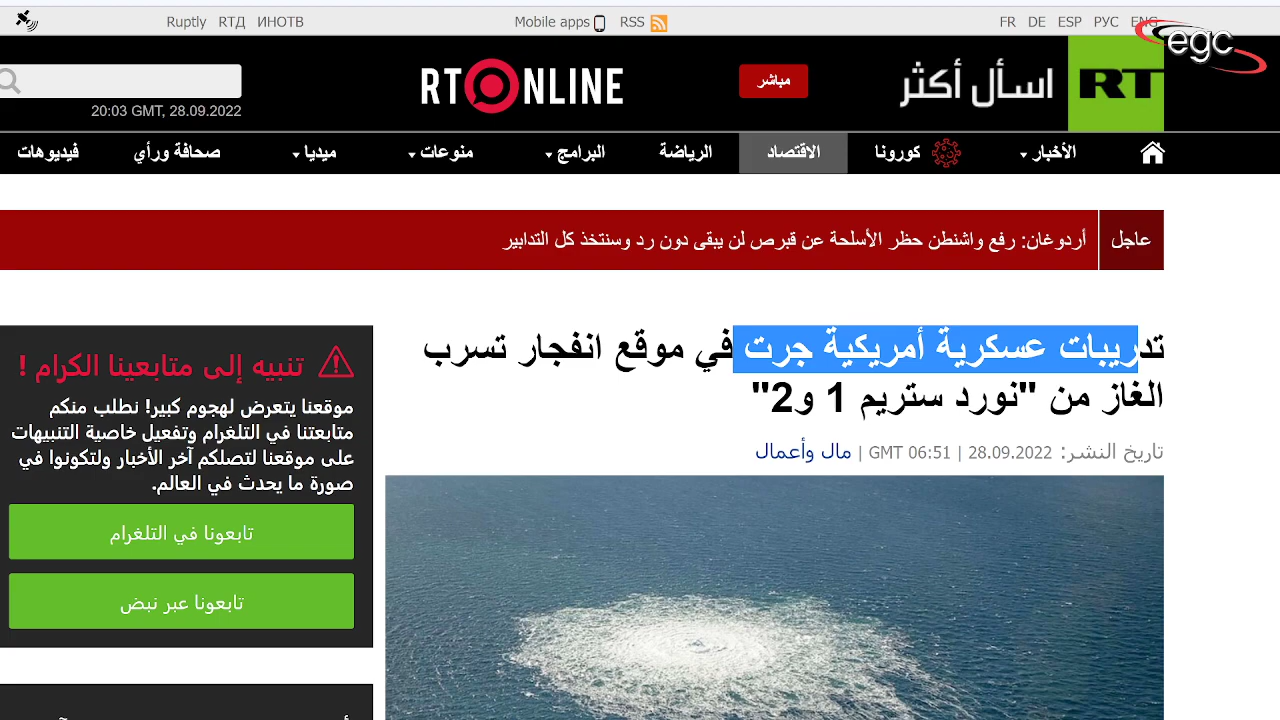 Ruptly РТД ИНОТВ Mobile apps RSS FR DE ESP РУС ENG
egc
RT اسأل أكثر
مباشر
RT ONLINE
20:03 GMT, 28.09.2022
الأخبار كورونا الاقتصاد الرياضة البرامج منوعات ميديا صحافة ورأي فيديوهات
عاجل أردوغان: رفع واشنطن حظر الأسلحة عن قبرص لن يبقى دون رد وسنتخذ كل التدابير
تدريبات عسكرية أمريكية جرت في موقع انفجار تسرب
الغاز من "نورد ستريم 1 و2"
تاريخ النشر: 28.09.2022 | 06:51 GMT | مال وأعمال
تنبيه إلى متابعينا الكرام !
موقعنا يتعرض لهجوم كبير! نطلب منكم
متابعتنا في التلغرام وتفعيل خاصية التنبيهات
على موقعنا لتصلكم آخر الأخبار ولتكونوا في
صورة ما يحدث في العالم.
تابعونا في التلغرام
تابعونا عبر نبض